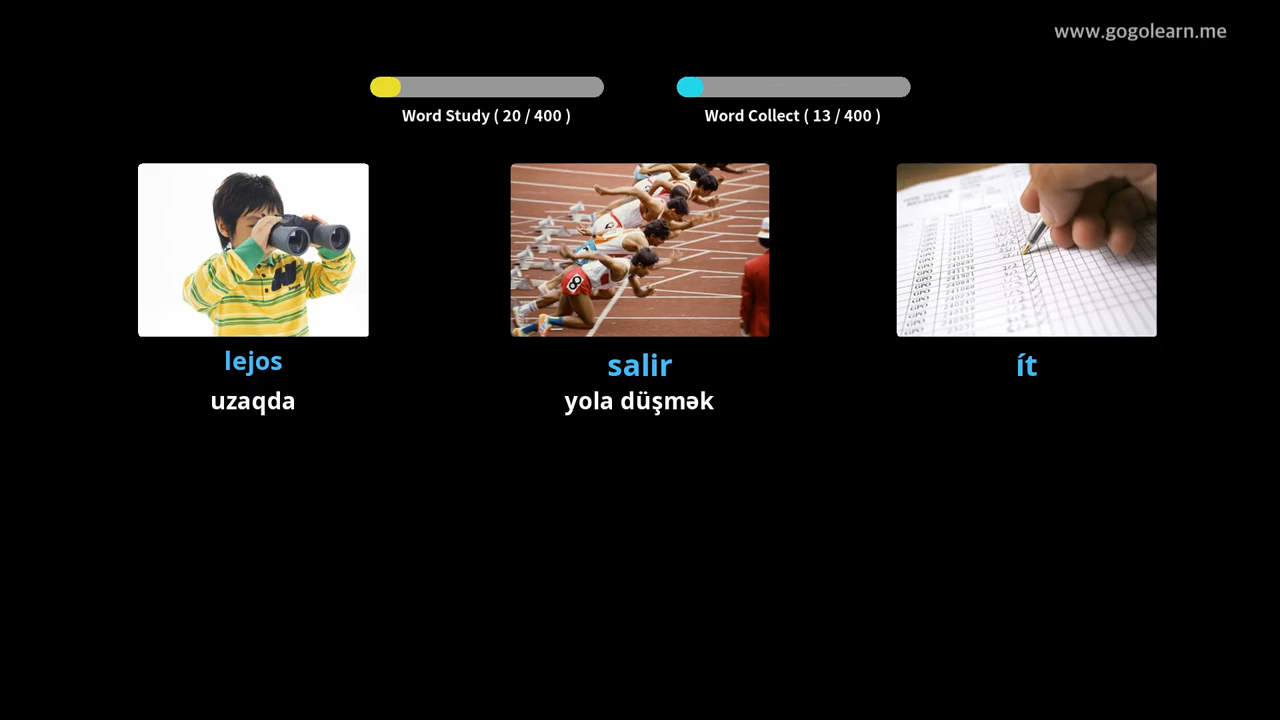 www.gogolearn.me
Word Study ( 20 / 400 )
Word Collect ( 13 / 400 )
lejos
salir
ít
uzaqda
yola düşmək